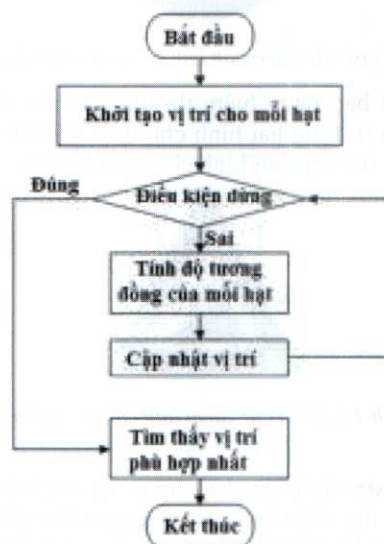 Bắt đầu
Khởi tạo vị trí cho mỗi hạt
Đúng
Điều kiện dừng
Sai
Tính độ tương
đồng của mỗi hạt
Cập nhật vị trí
Tìm thấy vị trí
phù hợp nhất
Kết thúc